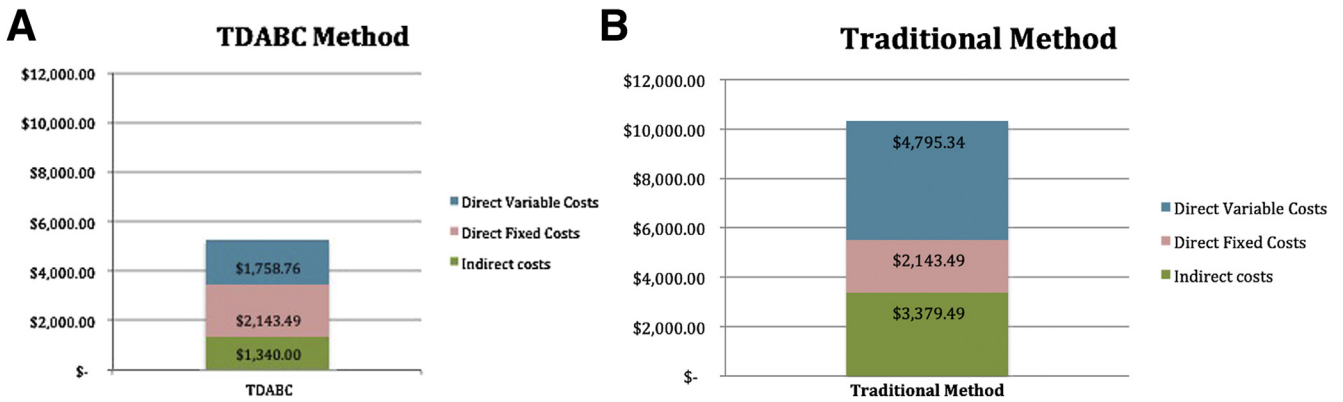 A
TDABC Method
$12,000.00
$10,000.00
$8,000.00
$6,000.00
$4,000.00
$2,000.00
$-
$1,758.76
$2,143.49
$1,340.00
TDABC
Direct Variable Costs
Direct Fixed Costs
Indirect costs
B
Traditional Method
$12,000.00
$10,000.00
$8,000.00
$6,000.00
$4,000.00
$2,000.00
$-
$4,795.34
$2,143.49
$3,379.49
Traditional Method
Direct Variable Costs
Direct Fixed Costs
Indirect costs